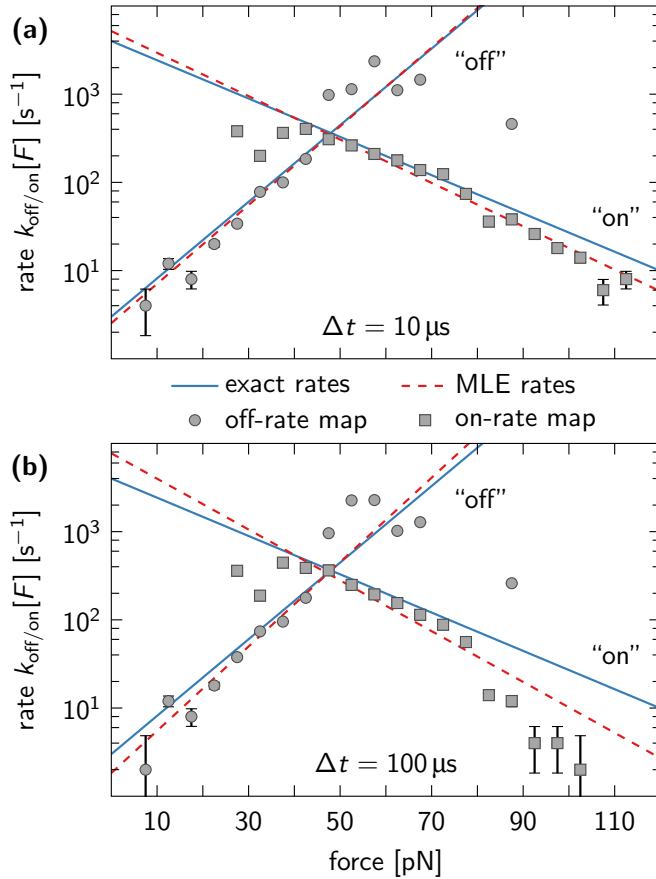 (a)
rate k_off/on[F] [s⁻¹]
10³
10²
10¹
"off"
"on"
Δt = 10 μs
exact rates
MLE rates
off-rate map
on-rate map
(b)
rate k_off/on[F] [s⁻¹]
10³
10²
10¹
"off"
"on"
Δt = 100 μs
10 30 50 70 90 110
force [pN]